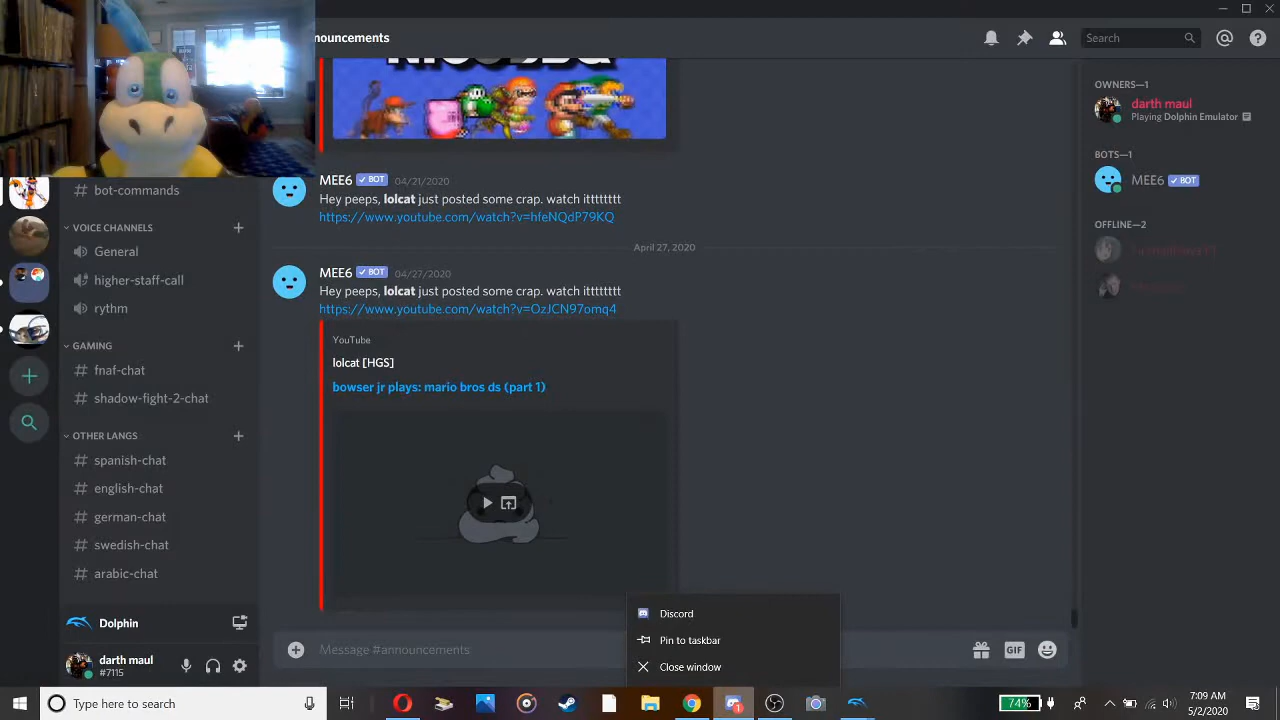 nouncements
Search
MEE6 BOT 04/21/2020
Hey peeps, lolcat just posted some crap. watch itttttttt
https://www.youtube.com/watch?v=hfeNQdP79KQ
April 27, 2020
MEE6 BOT 04/27/2020
Hey peeps, lolcat just posted some crap. watch itttttttt
https://www.youtube.com/watch?v=OzJCN97omq4
YouTube
lolcat [HGS]
bowser jr plays: mario bros ds (part 1)
Message #announcements
GIF
bot-commands
VOICE CHANNELS
General
higher-staff-call
rythm
GAMING
fnaf-chat
shadow-fight-2-chat
OTHER LANGS
spanish-chat
english-chat
german-chat
swedish-chat
arabic-chat
Dolphin
darth maul
#7115
OWNERS—1
darth maul
Playing Dolphin Emulator
BOTS—1
MEE6 BOT
OFFLINE—2
Discord
Pin to taskbar
Close window
Type here to search
74%
7:09 AM
5/2/2020